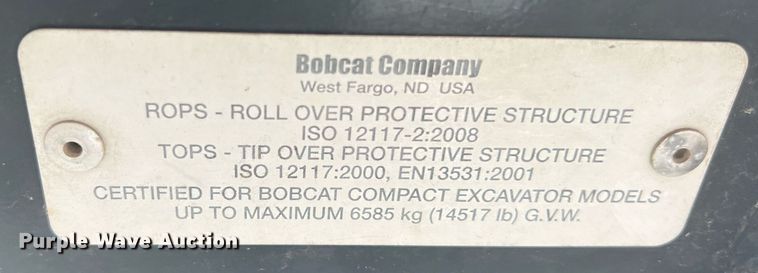 Bobcat Company
West Fargo, ND USA
ROPS - ROLL OVER PROTECTIVE STRUCTURE
ISO 12117-2:2008
TOPS - TIP OVER PROTECTIVE STRUCTURE
ISO 12117:2000, EN13531:2001
CERTIFIED FOR BOBCAT COMPACT EXCAVATOR MODELS
UP TO MAXIMUM 6585 kg (14517 lb) G.V.W.
Purple Wave Auction